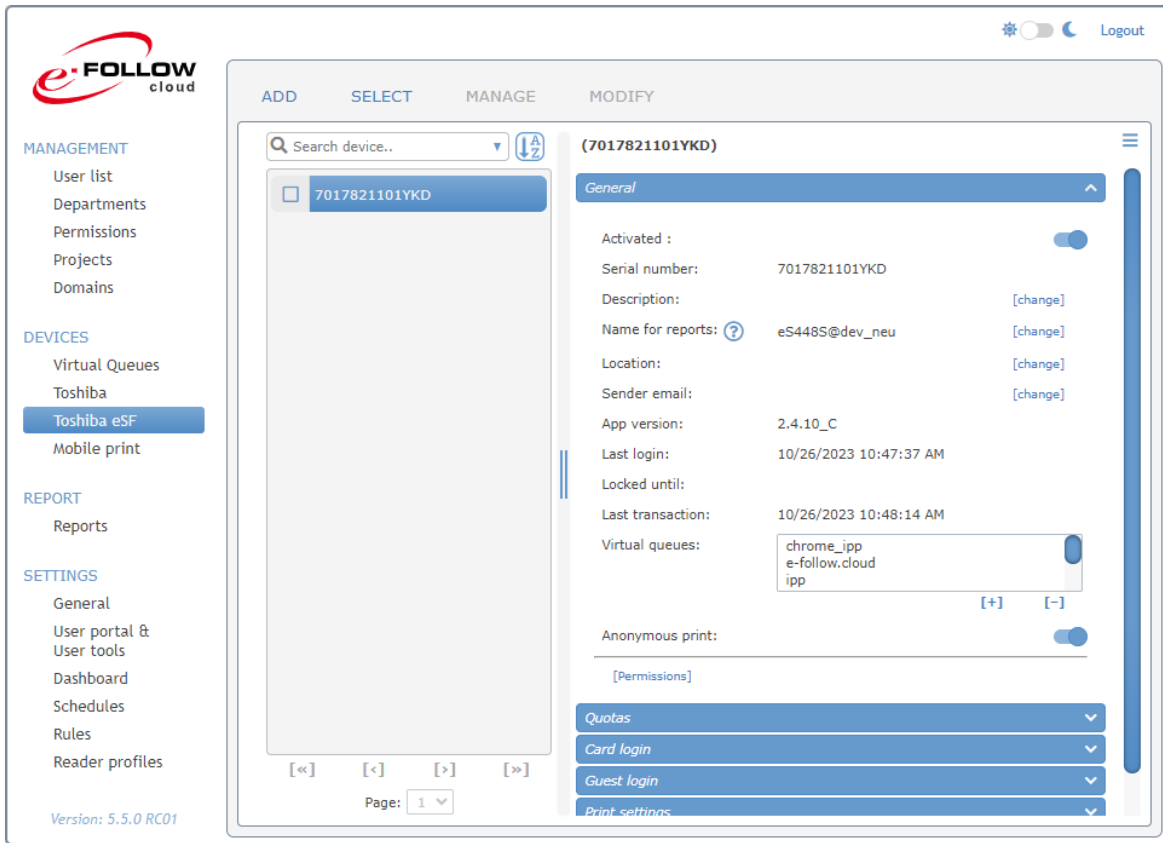 Logout
e·FOLLOW
cloud
ADD SELECT MANAGE MODIFY
MANAGEMENT
User list
Departments
Permissions
Projects
Domains
DEVICES
Virtual Queues
Toshiba
Toshiba eSF
Mobile print
REPORT
Reports
SETTINGS
General
User portal &
User tools
Dashboard
Schedules
Rules
Reader profiles
Version: 5.5.0 RC01
Search device..
A
Z
7017821101YKD
[«] [‹] [›] [»]
Page: 1
(7017821101YKD)
General
Activated :
Serial number: 7017821101YKD
Description: [change]
Name for reports: ? eS448S@dev_neu [change]
Location: [change]
Sender email: [change]
App version: 2.4.10_C
Last login: 10/26/2023 10:47:37 AM
Locked until:
Last transaction: 10/26/2023 10:48:14 AM
Virtual queues: chrome_ipp
e-follow.cloud
ipp
[+] [-]
Anonymous print:
[Permissions]
Quotas
Card login
Guest login
Print settings